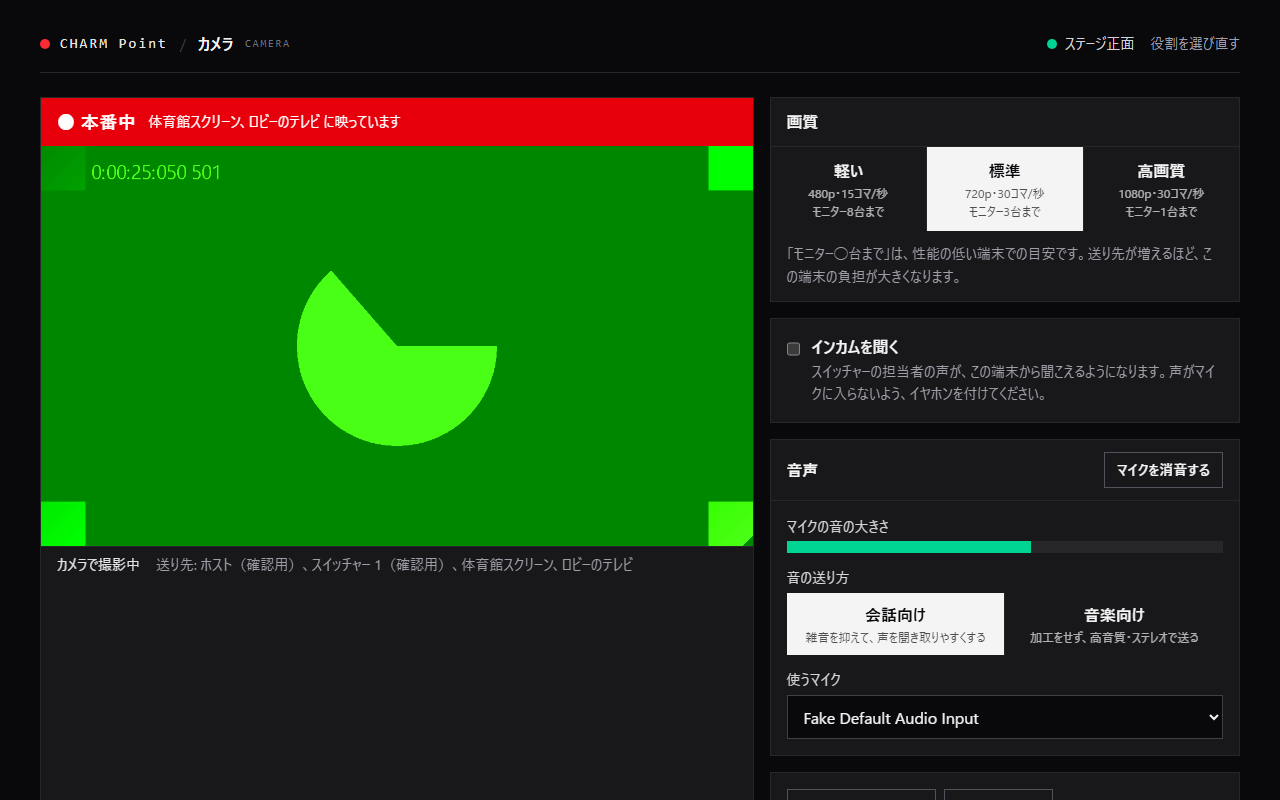 CHARM Point / カメラ CAMERA
ステージ正面 役割を選び直す
本番中 体育館スクリーン、ロビーのテレビ に映っています
0:00:25:050 501
カメラで撮影中 送り先: ホスト（確認用）、スイッチャー 1（確認用）、体育館スクリーン、ロビーのテレビ
画質
軽い
480p・15コマ/秒
モニター8台まで
標準
720p・30コマ/秒
モニター3台まで
高画質
1080p・30コマ/秒
モニター1台まで
「モニター◯台まで」は、性能の低い端末での目安です。送り先が増えるほど、こ
の端末の負担が大きくなります。
インカムを聞く
スイッチャーの担当者の声が、この端末から聞こえるようになります。声がマイ
クに入らないよう、イヤホンを付けてください。
音声 マイクを消音する
マイクの音の大きさ
音の送り方
会話向け
雑音を抑えて、声を聞き取りやすくする
音楽向け
加工をせず、高音質・ステレオで送る
使うマイク
Fake Default Audio Input